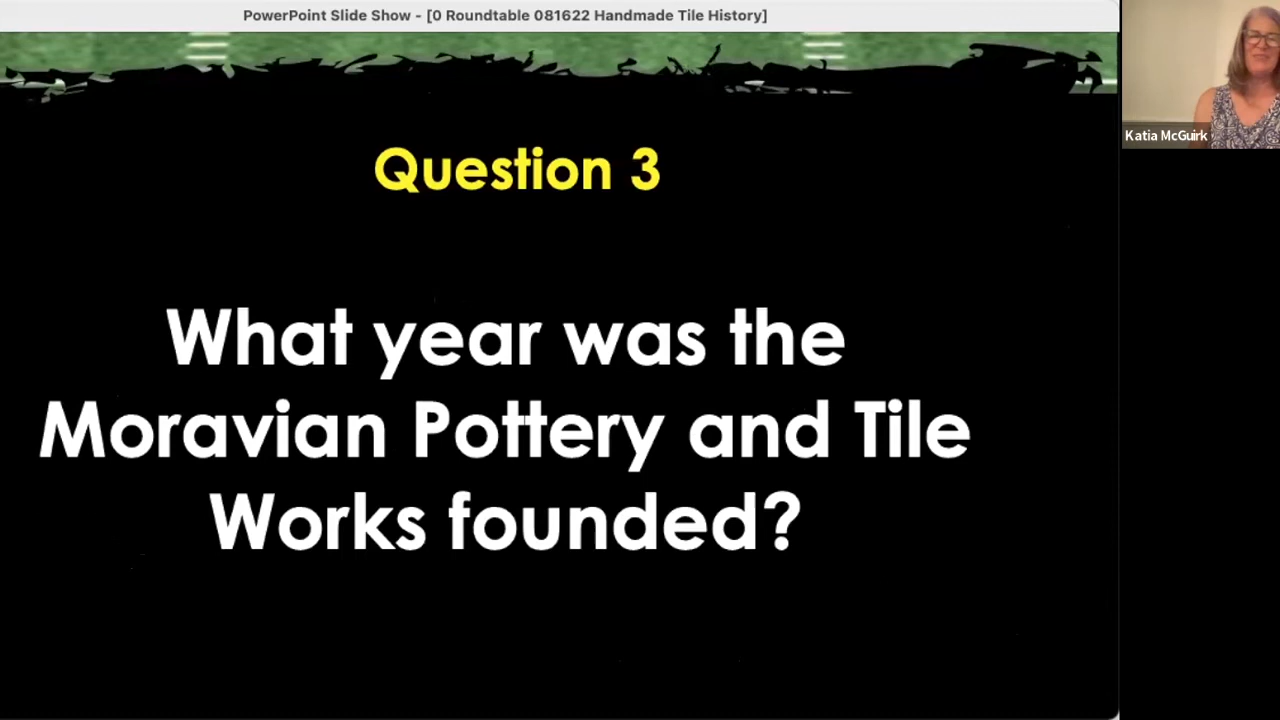 PowerPoint Slide Show - [0 Roundtable 081622 Handmade Tile History]
Katia McGuirk
Question 3
What year was the
Moravian Pottery and Tile
Works founded?